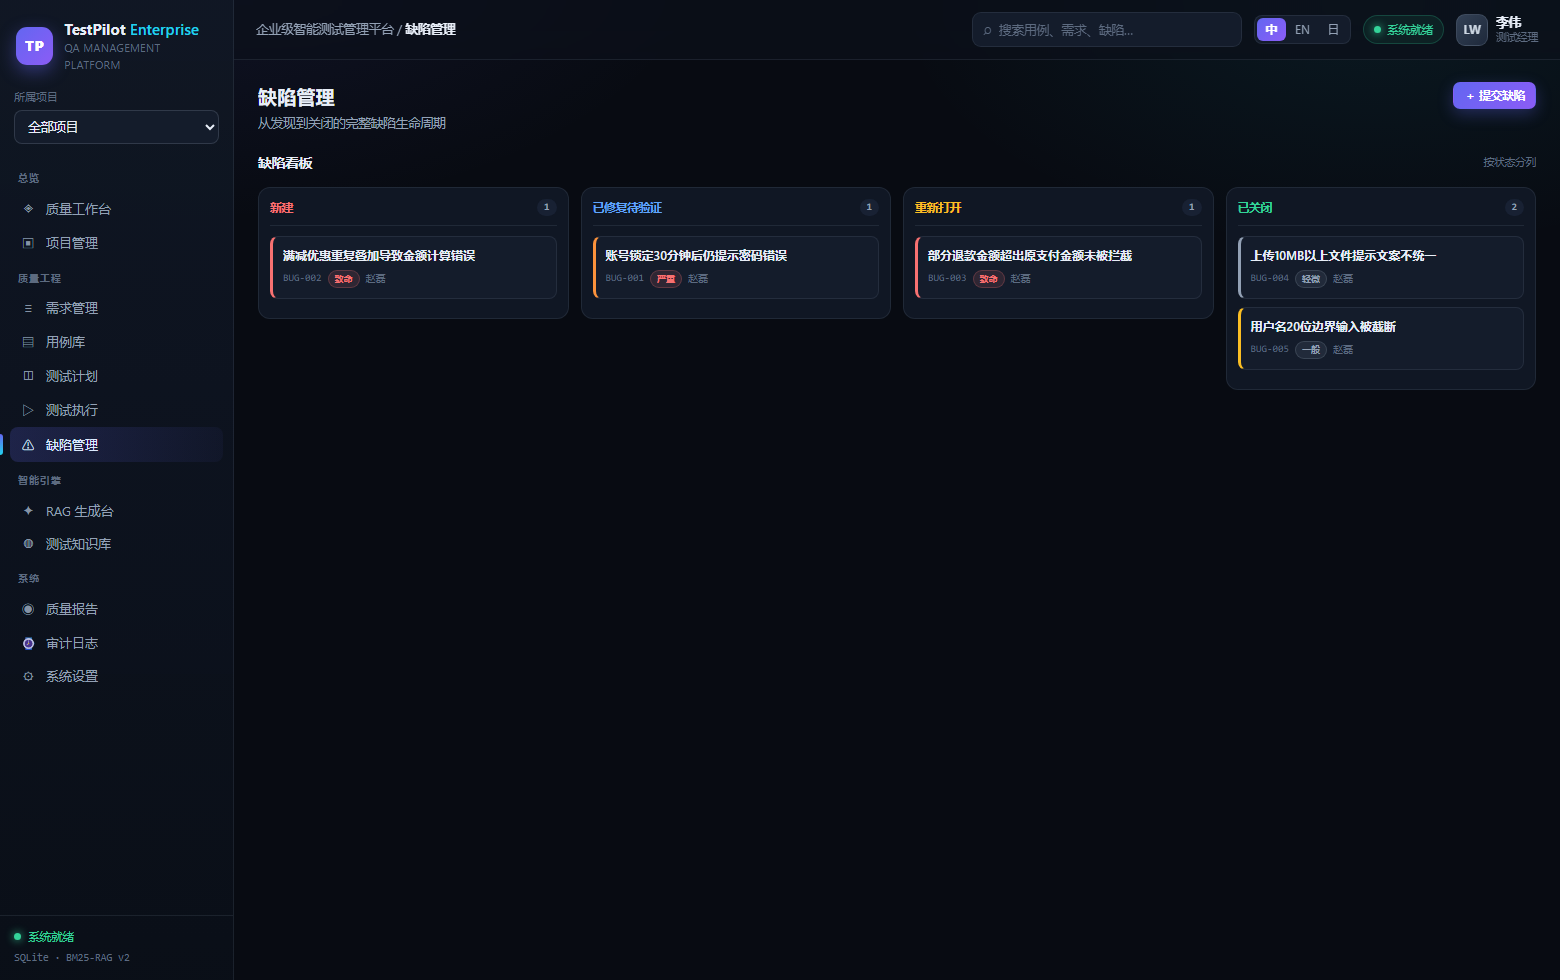 TP
TestPilot Enterprise
QA MANAGEMENT
PLATFORM
所属项目
全部项目
总览
质量工作台
项目管理
质量工程
需求管理
用例库
测试计划
测试执行
缺陷管理
智能引擎
RAG 生成台
测试知识库
系统
质量报告
审计日志
系统设置
系统就绪
SQLite · BM25-RAG v2
企业级智能测试管理平台 / 缺陷管理
搜索用例、需求、缺陷...
中 EN 日
系统就绪
LW
李伟
测试经理
缺陷管理
从发现到关闭的完整缺陷生命周期
+ 提交缺陷
缺陷看板
按状态分列
新建 1
满减优惠重复叠加导致金额计算错误
BUG-002 致命 赵磊
已修复待验证 1
账号锁定30分钟后仍提示密码错误
BUG-001 严重 赵磊
重新打开 1
部分退款金额超出原支付金额未被拦截
BUG-003 致命 赵磊
已关闭 2
上传10MB以上文件提示文案不统一
BUG-004 轻微 赵磊
用户名20位边界输入被截断
BUG-005 一般 赵磊